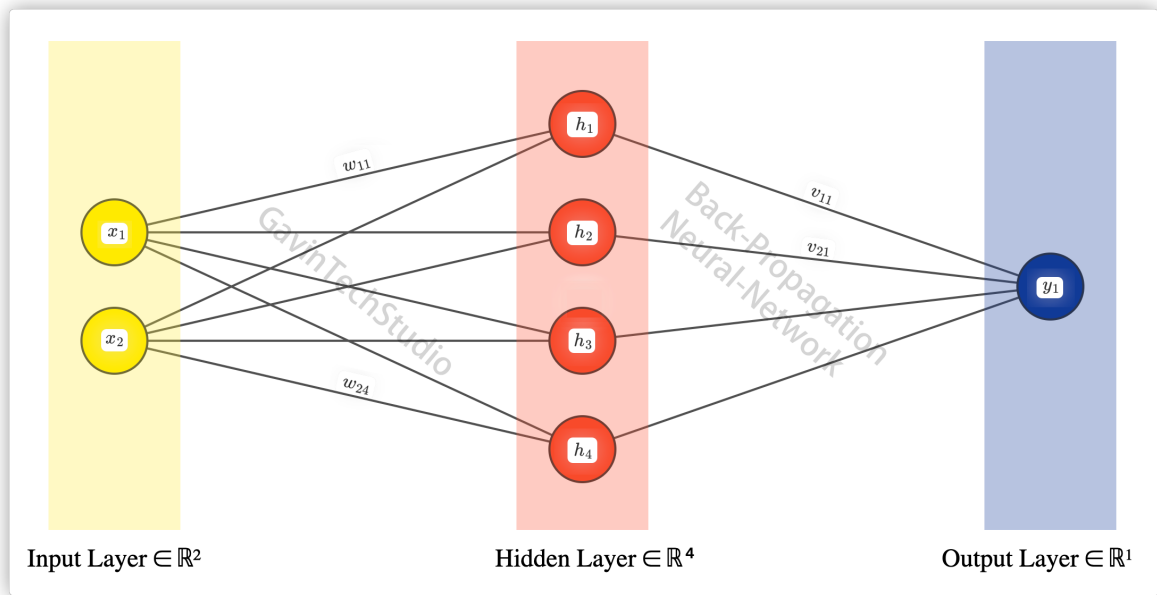 w₁₁
h₁
v₁₁
x₁
h₂
v₂₁
y₁
x₂
h₃
w₂₄
h₄
GavinTechStudio
Back-Propagation
Neural-Network
Input Layer ∈ ℝ²
Hidden Layer ∈ ℝ⁴
Output Layer ∈ ℝ¹